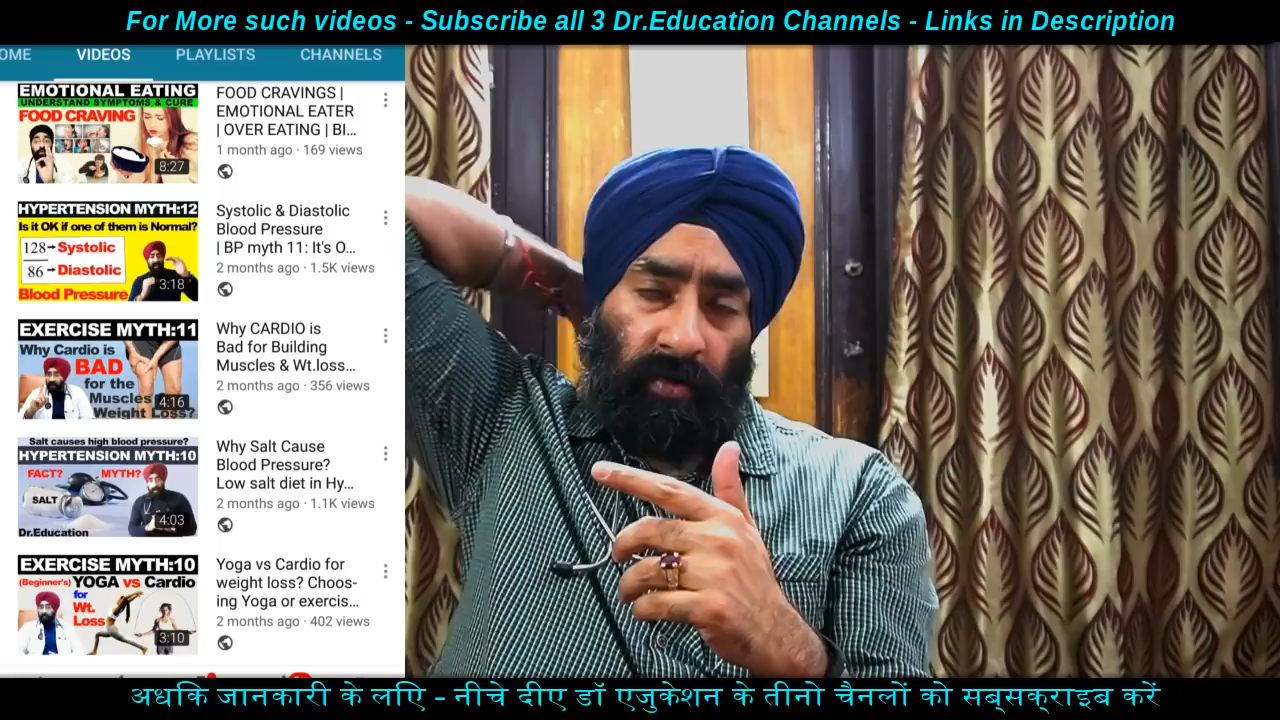 For More such videos - Subscribe all 3 Dr.Education Channels - Links in Description
OME VIDEOS PLAYLISTS CHANNELS
EMOTIONAL EATING
UNDERSTAND SYMPTOMS & CURE
FOOD CRAVING
8:27
FOOD CRAVINGS |
EMOTIONAL EATER
| OVER EATING | BI...
1 month ago · 169 views
HYPERTENSION MYTH:12
Is it OK if one of them is Normal?
128 Systolic
86 Diastolic
3:18
Blood Pressure
Systolic & Diastolic
Blood Pressure
| BP myth 11: It's O...
2 months ago · 1.5K views
EXERCISE MYTH:11
Why Cardio is
BAD
for the
Muscles
Weight Loss?
4:16
Why CARDIO is
Bad for Building
Muscles & Wt.loss...
2 months ago · 356 views
Salt causes high blood pressure?
HYPERTENSION MYTH:10
FACT? MYTH?
SALT
4:03
Dr.Education
Why Salt Cause
Blood Pressure?
Low salt diet in Hy...
2 months ago · 1.1K views
EXERCISE MYTH:10
(Beginner's) YOGA vs Cardio
for
Wt.
Loss
3:10
Yoga vs Cardio for
weight loss? Choos-
ing Yoga or exercis...
2 months ago · 402 views
अधकि जानकारी के लएि - नीचे दीए डॉ एजुकेशन के तीनो चैनलों को सब्सक्राइब करें